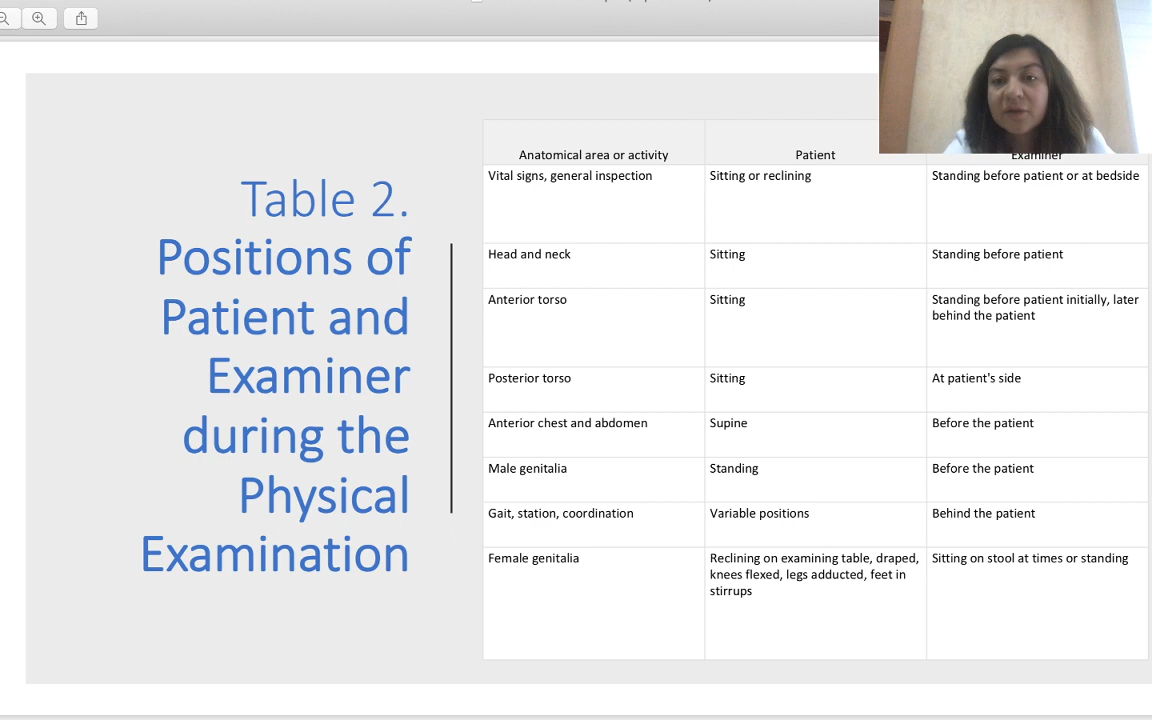 Table 2.
Positions of
Patient and
Examiner
during the
Physical
Examination
Anatomical area or activity
Patient
Examiner
Vital signs, general inspection
Sitting or reclining
Standing before patient or at bedside
Head and neck
Sitting
Standing before patient
Anterior torso
Sitting
Standing before patient initially, later
behind the patient
Posterior torso
Sitting
At patient's side
Anterior chest and abdomen
Supine
Before the patient
Male genitalia
Standing
Before the patient
Gait, station, coordination
Variable positions
Behind the patient
Female genitalia
Reclining on examining table, draped,
knees flexed, legs adducted, feet in
stirrups
Sitting on stool at times or standing